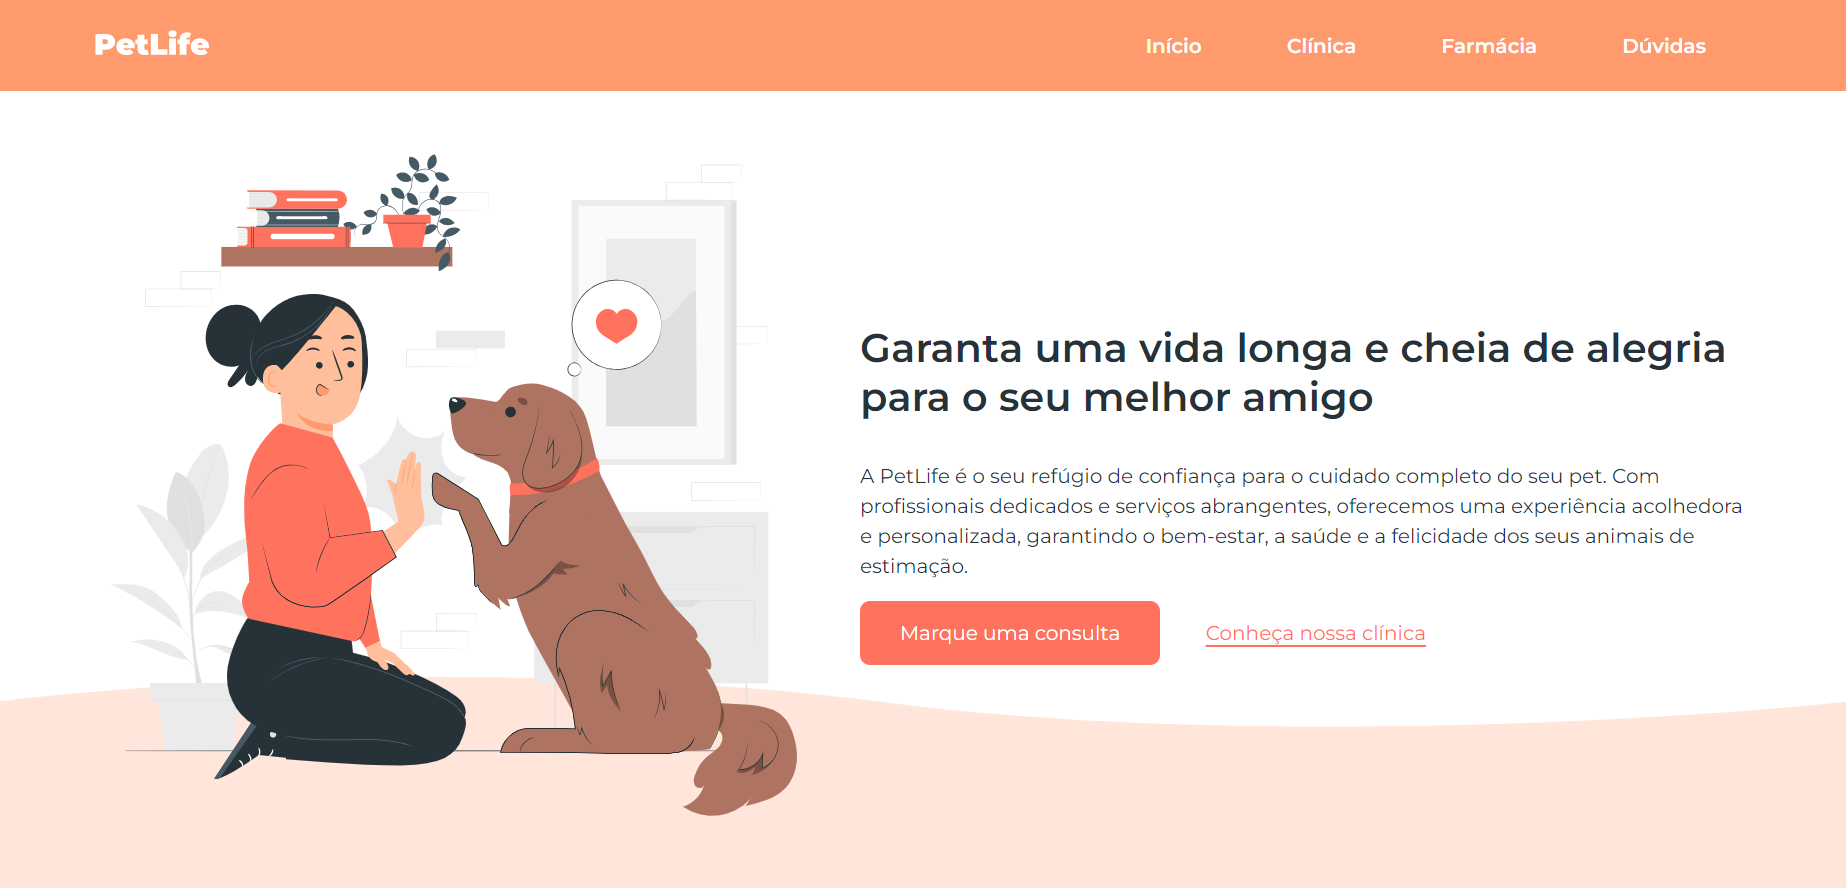 PetLife
Início
Clínica
Farmácia
Dúvidas
Garanta uma vida longa e cheia de alegria
para o seu melhor amigo
A PetLife é o seu refúgio de confiança para o cuidado completo do seu pet. Com
profissionais dedicados e serviços abrangentes, oferecemos uma experiência acolhedora
e personalizada, garantindo o bem-estar, a saúde e a felicidade dos seus animais de
estimação.
Marque uma consulta
Conheça nossa clínica